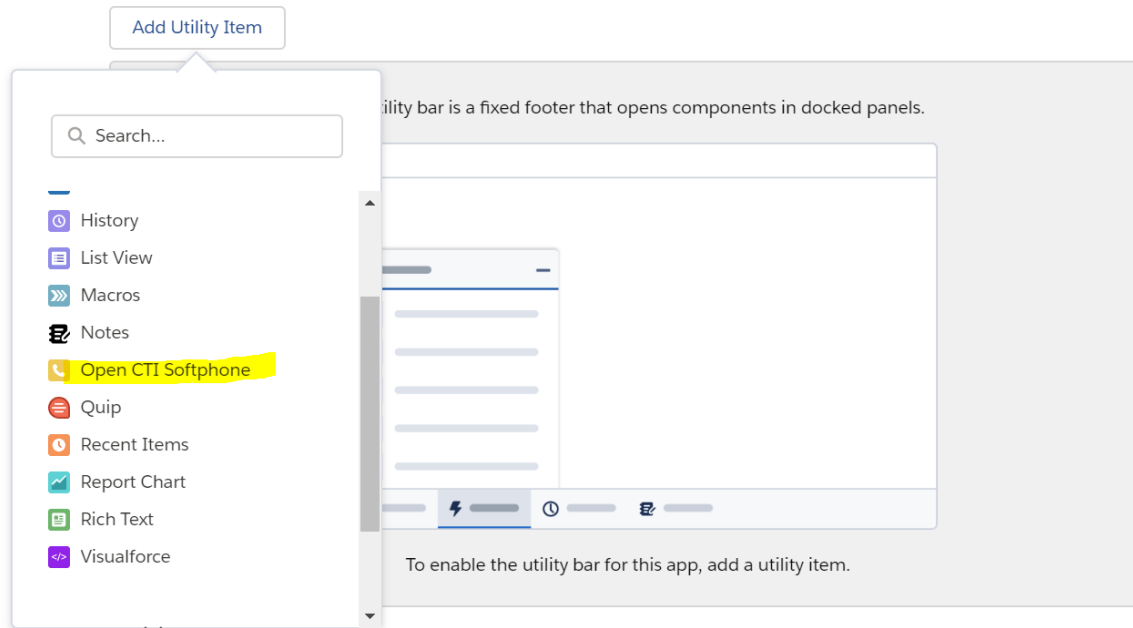 Add Utility Item
ility bar is a fixed footer that opens components in docked panels.
Search...
History
List View
Macros
Notes
Open CTI Softphone
Quip
Recent Items
Report Chart
Rich Text
Visualforce
To enable the utility bar for this app, add a utility item.